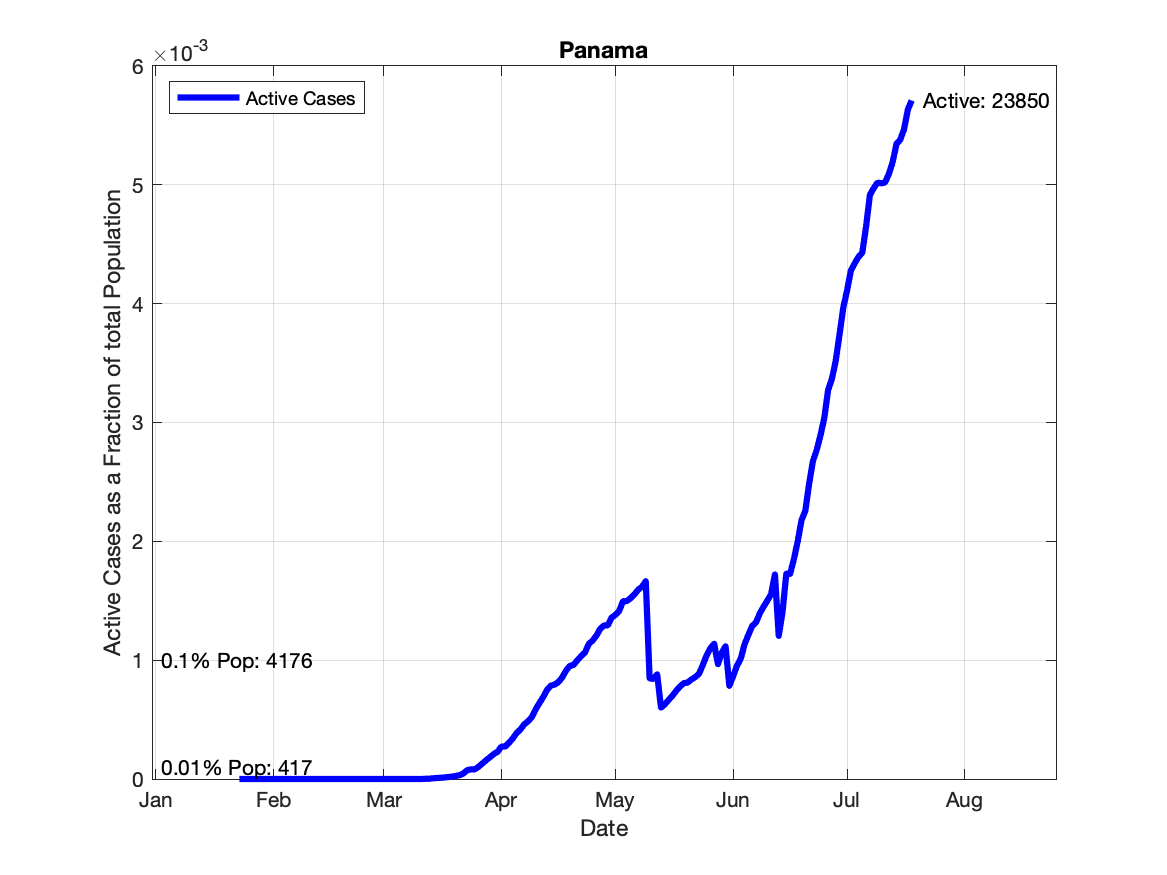 Panama
×10-3
6
5
4
3
2
1
0
Active Cases as a Fraction of total Population
Active Cases
Active: 23850
0.1% Pop: 4176
0.01% Pop: 417
Jan Feb Mar Apr May Jun Jul Aug
Date